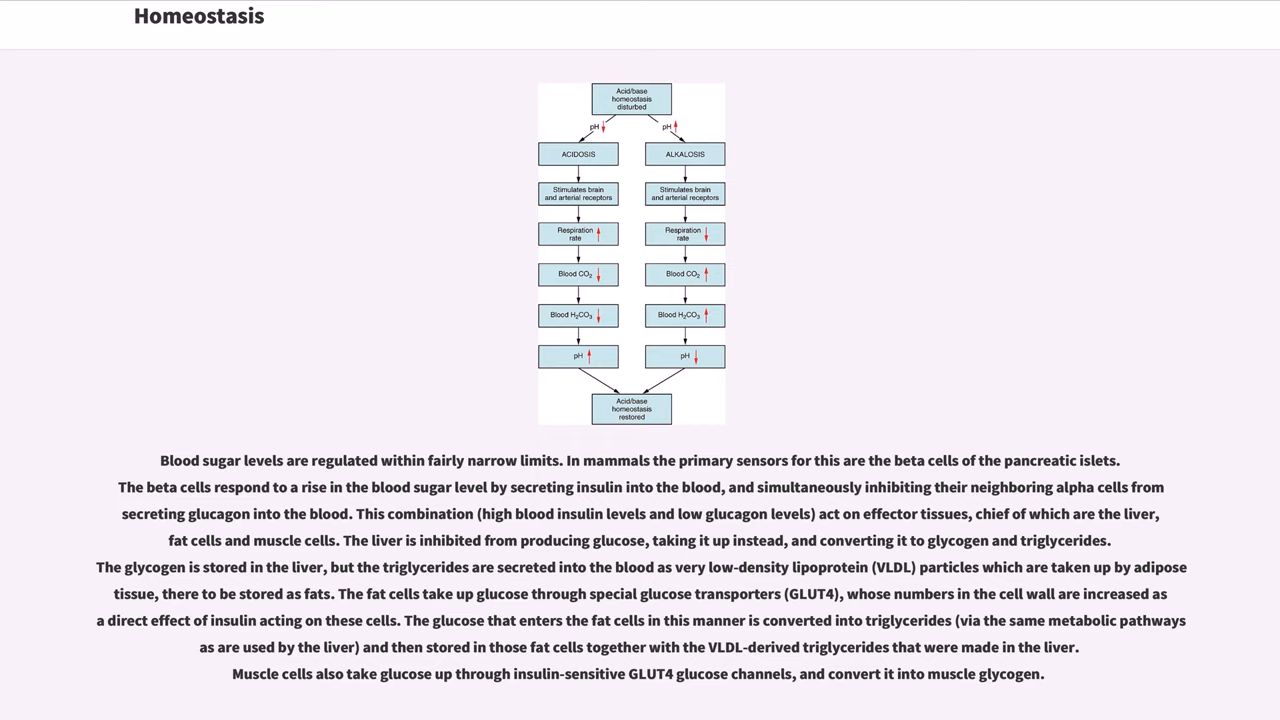 Homeostasis
Acid/base
homeostasis
disturbed
pH
pH
ACIDOSIS
ALKALOSIS
Stimulates brain
and arterial receptors
Stimulates brain
and arterial receptors
Respiration
rate
Respiration
rate
Blood CO₂
Blood CO₂
Blood H₂CO₃
Blood H₂CO₃
pH
pH
Acid/base
homeostasis
restored
Blood sugar levels are regulated within fairly narrow limits. In mammals the primary sensors for this are the beta cells of the pancreatic islets.
The beta cells respond to a rise in the blood sugar level by secreting insulin into the blood, and simultaneously inhibiting their neighboring alpha cells from
secreting glucagon into the blood. This combination (high blood insulin levels and low glucagon levels) act on effector tissues, chief of which are the liver,
fat cells and muscle cells. The liver is inhibited from producing glucose, taking it up instead, and converting it to glycogen and triglycerides.
The glycogen is stored in the liver, but the triglycerides are secreted into the blood as very low-density lipoprotein (VLDL) particles which are taken up by adipose
tissue, there to be stored as fats. The fat cells take up glucose through special glucose transporters (GLUT4), whose numbers in the cell wall are increased as
a direct effect of insulin acting on these cells. The glucose that enters the fat cells in this manner is converted into triglycerides (via the same metabolic pathways
as are used by the liver) and then stored in those fat cells together with the VLDL-derived triglycerides that were made in the liver.
Muscle cells also take glucose up through insulin-sensitive GLUT4 glucose channels, and convert it into muscle glycogen.